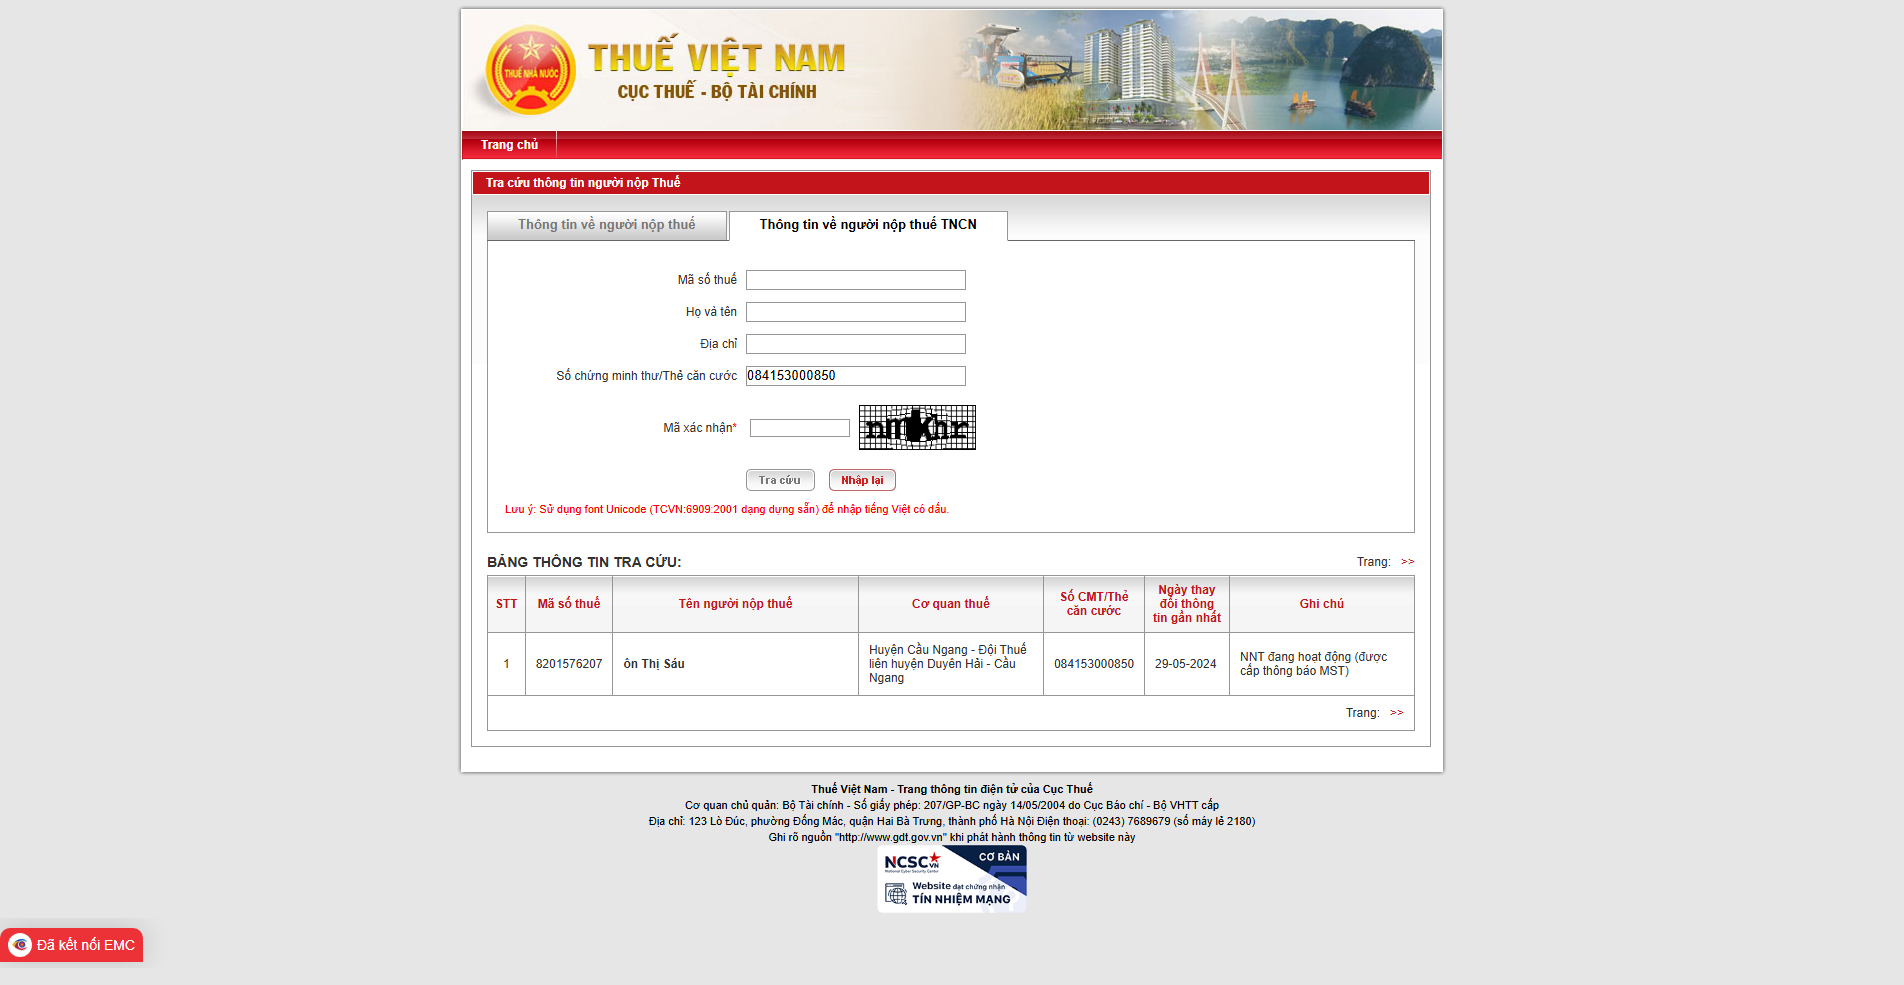 THUẾ NHÀ NƯỚC
THUẾ VIỆT NAM
CỤC THUẾ - BỘ TÀI CHÍNH
Trang chủ
Tra cứu thông tin người nộp Thuế
Thông tin về người nộp thuế
Thông tin về người nộp thuế TNCN
Mã số thuế
Họ và tên
Địa chỉ
Số chứng minh thư/Thẻ căn cước 084153000850
Mã xác nhận*
Tra cứu Nhập lại
Lưu ý: Sử dụng font Unicode (TCVN:6909:2001 dạng dựng sẵn) để nhập tiếng Việt có dấu.
BẢNG THÔNG TIN TRA CỨU: Trang: >>
STT Mã số thuế Tên người nộp thuế Cơ quan thuế Số CMT/Thẻ căn cước Ngày thay đổi thông tin gần nhất Ghi chú
1 8201576207 ôn Thị Sáu Huyện Cầu Ngang - Đội Thuế liên huyện Duyên Hải - Cầu Ngang 084153000850 29-05-2024 NNT đang hoạt động (được cấp thông báo MST)
Trang: >>
Thuế Việt Nam - Trang thông tin điện tử của Cục Thuế
Cơ quan chủ quản: Bộ Tài chính - Số giấy phép: 207/GP-BC ngày 14/05/2004 do Cục Báo chí - Bộ VHTT cấp
Địa chỉ: 123 Lò Đúc, phường Đống Mác, quận Hai Bà Trưng, thành phố Hà Nội Điện thoại: (0243) 7689679 (số máy lẻ 2180)
Ghi rõ nguồn "http://www.gdt.gov.vn" khi phát hành thông tin từ website này
NCSC VN CƠ BẢN
National Cyber Security Center
Website đạt chứng nhận
TÍN NHIỆM MẠNG
Đã kết nối EMC